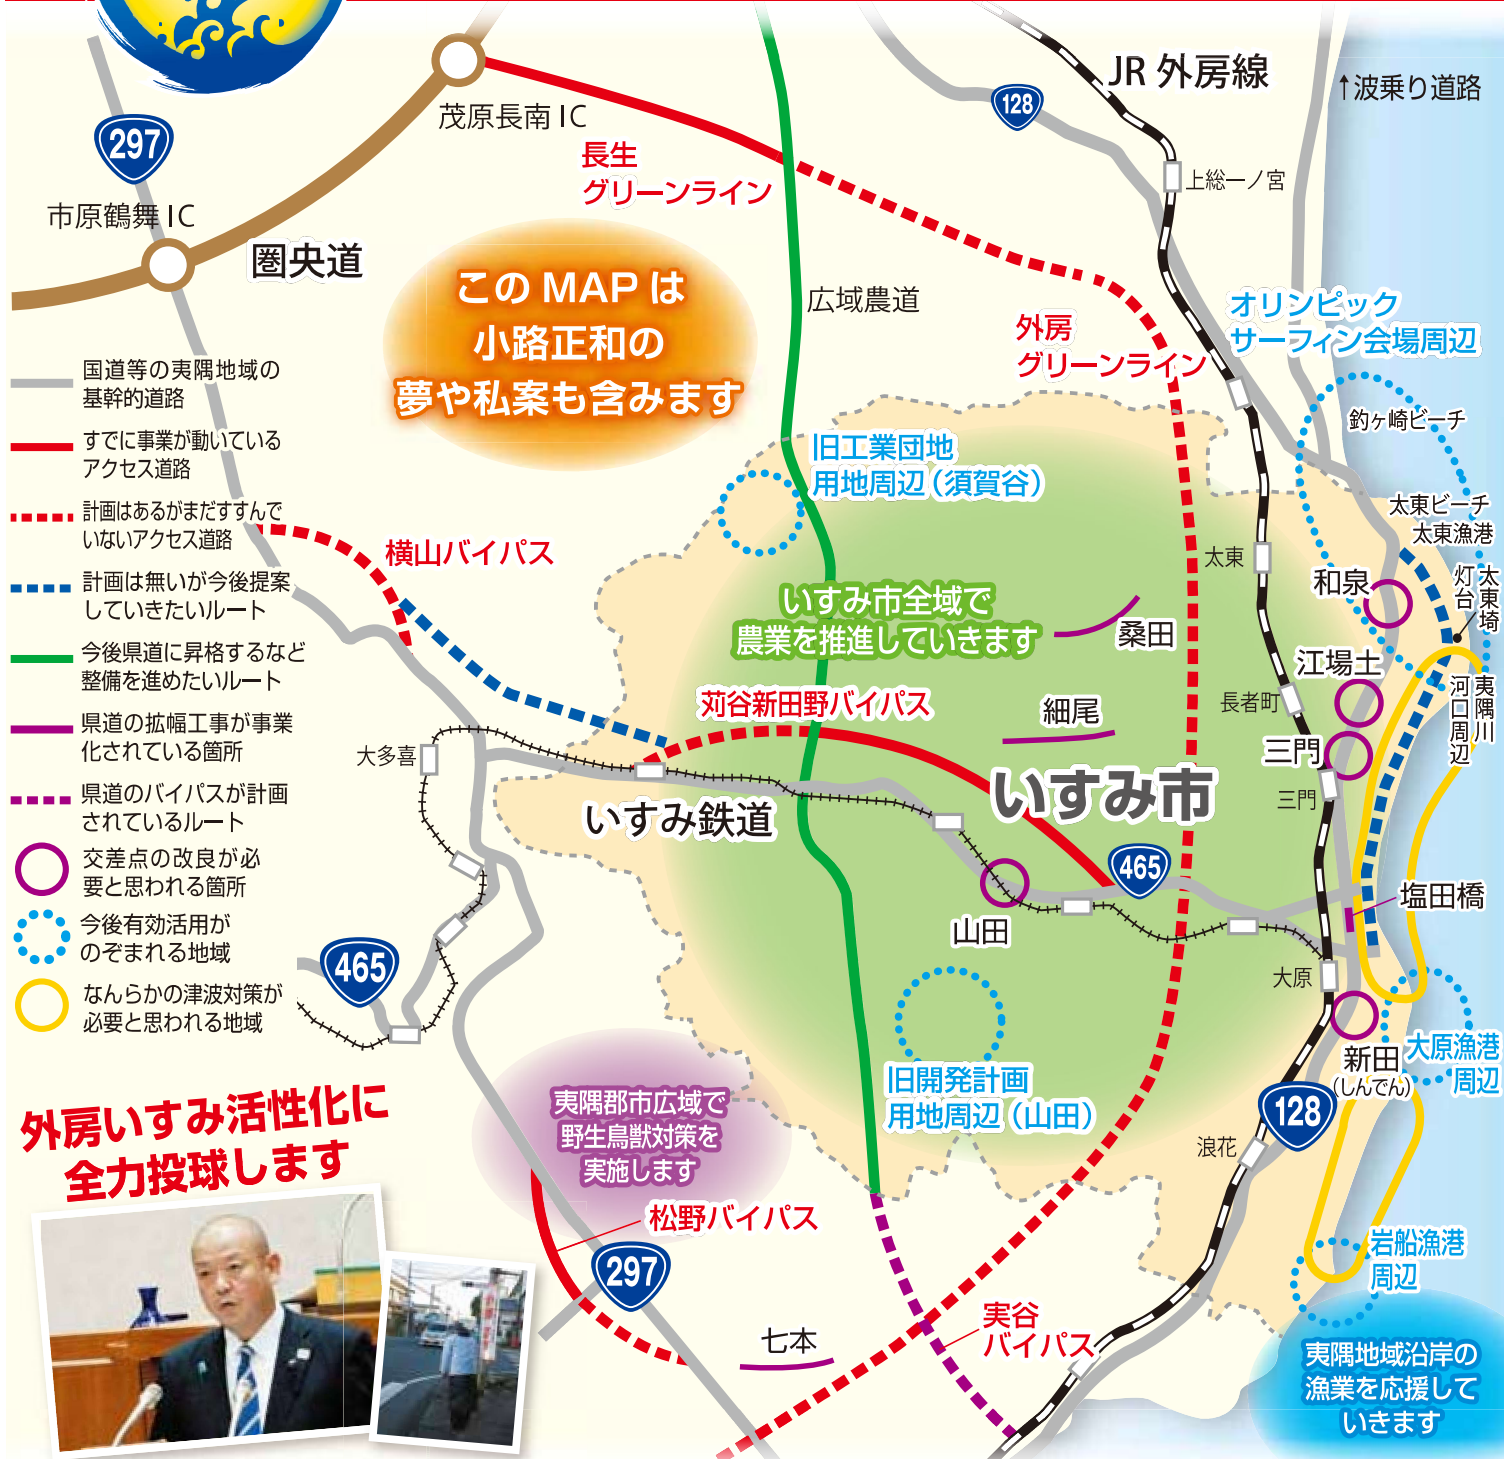 297
市原鶴舞IC
茂原長南IC
圏央道
長生
グリーンライン
128
JR 外房線
↑波乗り道路
上総一ノ宮
このMAPは
小路正和の
夢や私案も含みます
広域農道
外房
グリーンライン
オリンピック
サーフィン会場周辺
釣ヶ崎ビーチ
国道等の夷隅地域の
基幹的道路
すでに事業が動いている
アクセス道路
計画はあるがまだすすんで
いないアクセス道路
計画は無いが今後提案
していきたいルート
今後県道に昇格するなど
整備を進めたいルート
県道の拡幅工事が事業
化されている箇所
県道のバイパスが計画
されているルート
交差点の改良が必
要と思われる箇所
今後有効活用が
のぞまれる地域
なんらかの津波対策が
必要と思われる地域
旧工業団地
用地周辺（須賀谷）
横山バイパス
太東ビーチ
太東漁港
太東埼
灯台
太東
和泉
いすみ市全域で
農業を推進していきます
桑田
江場土
夷隅川
河口周辺
苅谷新田野バイパス
細尾
長者町
三門
三門
大多喜
いすみ鉄道
いすみ市
465
塩田橋
山田
465
大原
新田
（しんでん）
大原漁港
周辺
旧開発計画
用地周辺（山田）
128
浪花
夷隅郡市広域で
野生鳥獣対策を
実施します
外房いすみ活性化に
全力投球します
松野バイパス
297
七本
実谷
バイパス
岩船漁港
周辺
夷隅地域沿岸の
漁業を応援して
いきます